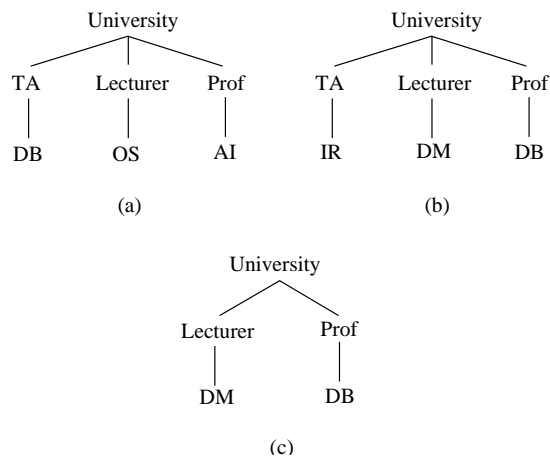 University
TA Lecturer Prof
DB OS AI
(a)
University
TA Lecturer Prof
IR DM DB
(b)
University
Lecturer Prof
DM DB
(c)